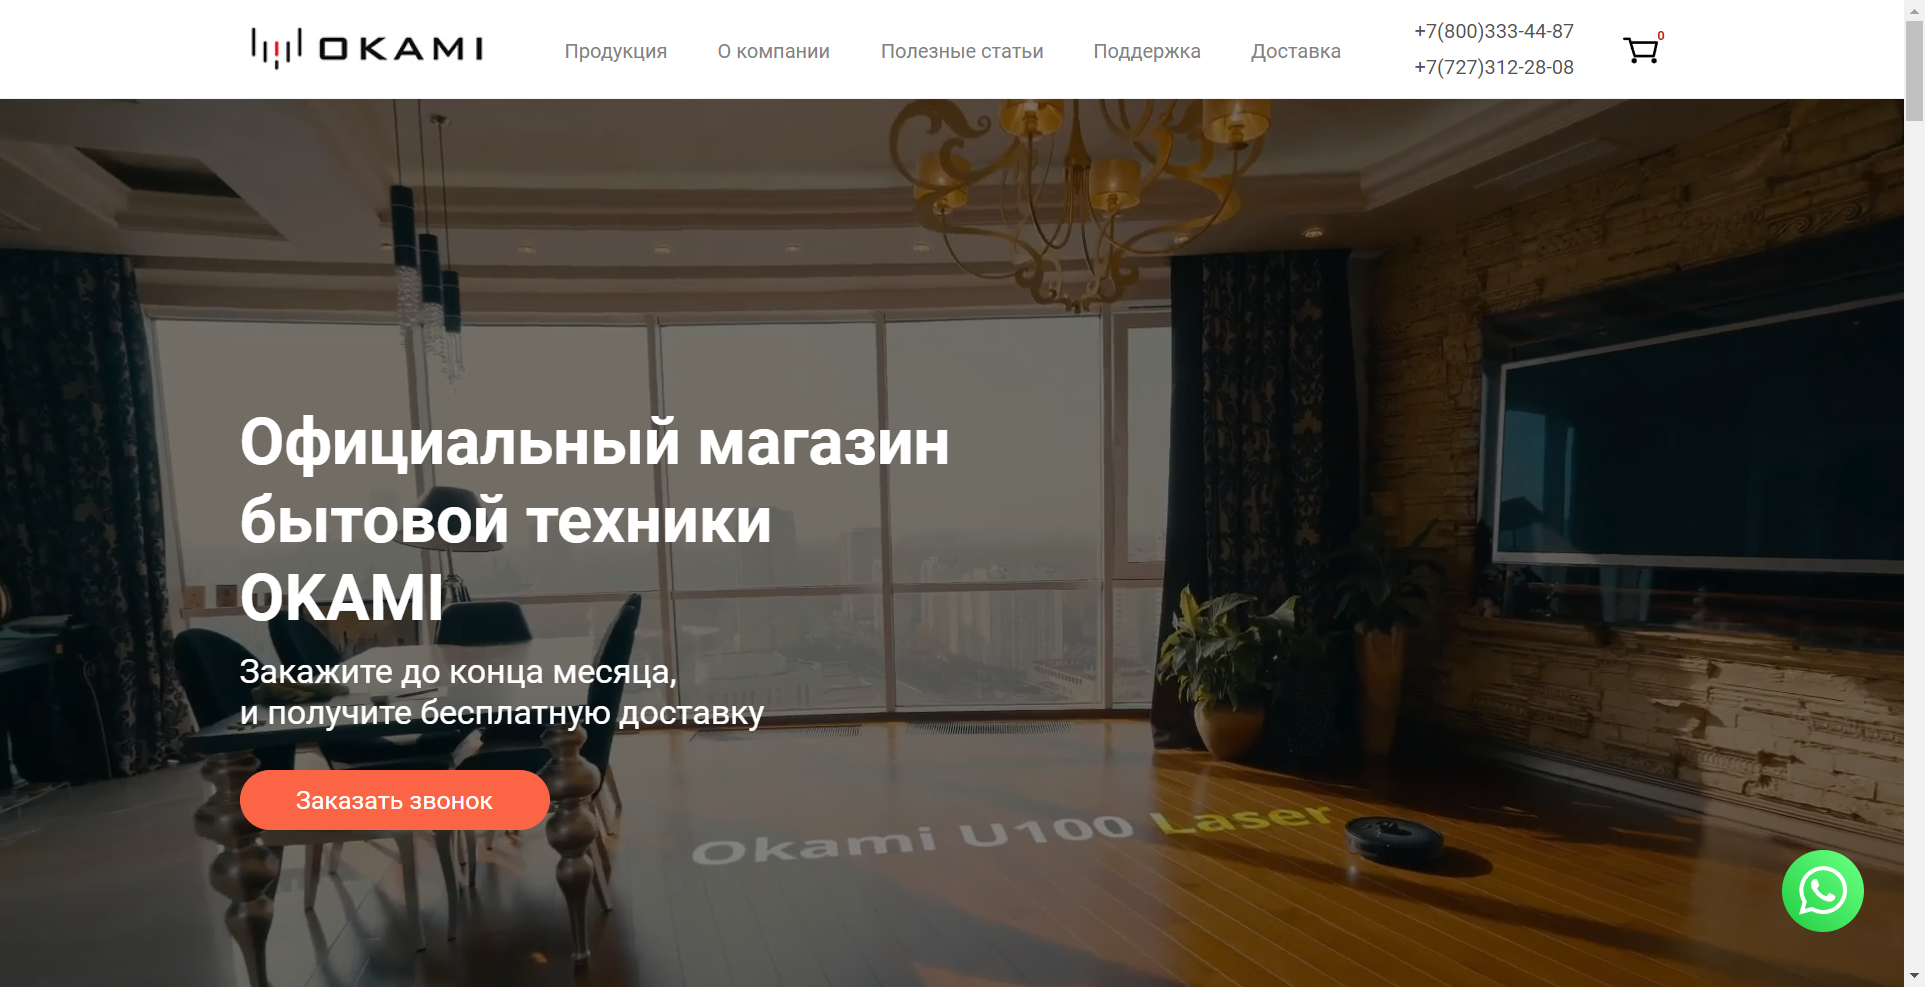 OKAMI
Продукция
О компании
Полезные статьи
Поддержка
Доставка
+7(800)333-44-87
+7(727)312-28-08
0
Официальный магазин
бытовой техники
OKAMI
Закажите до конца месяца,
и получите бесплатную доставку
Заказать звонок
Okami U100 Laser